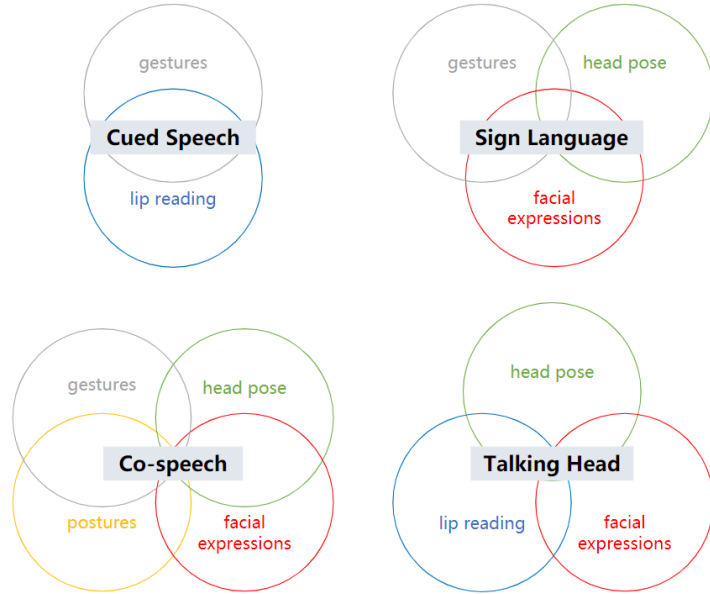 gestures
Cued Speech
lip reading
gestures
head pose
Sign Language
facial
expressions
gestures
head pose
Co-speech
postures
facial
expressions
head pose
Talking Head
lip reading
facial
expressions